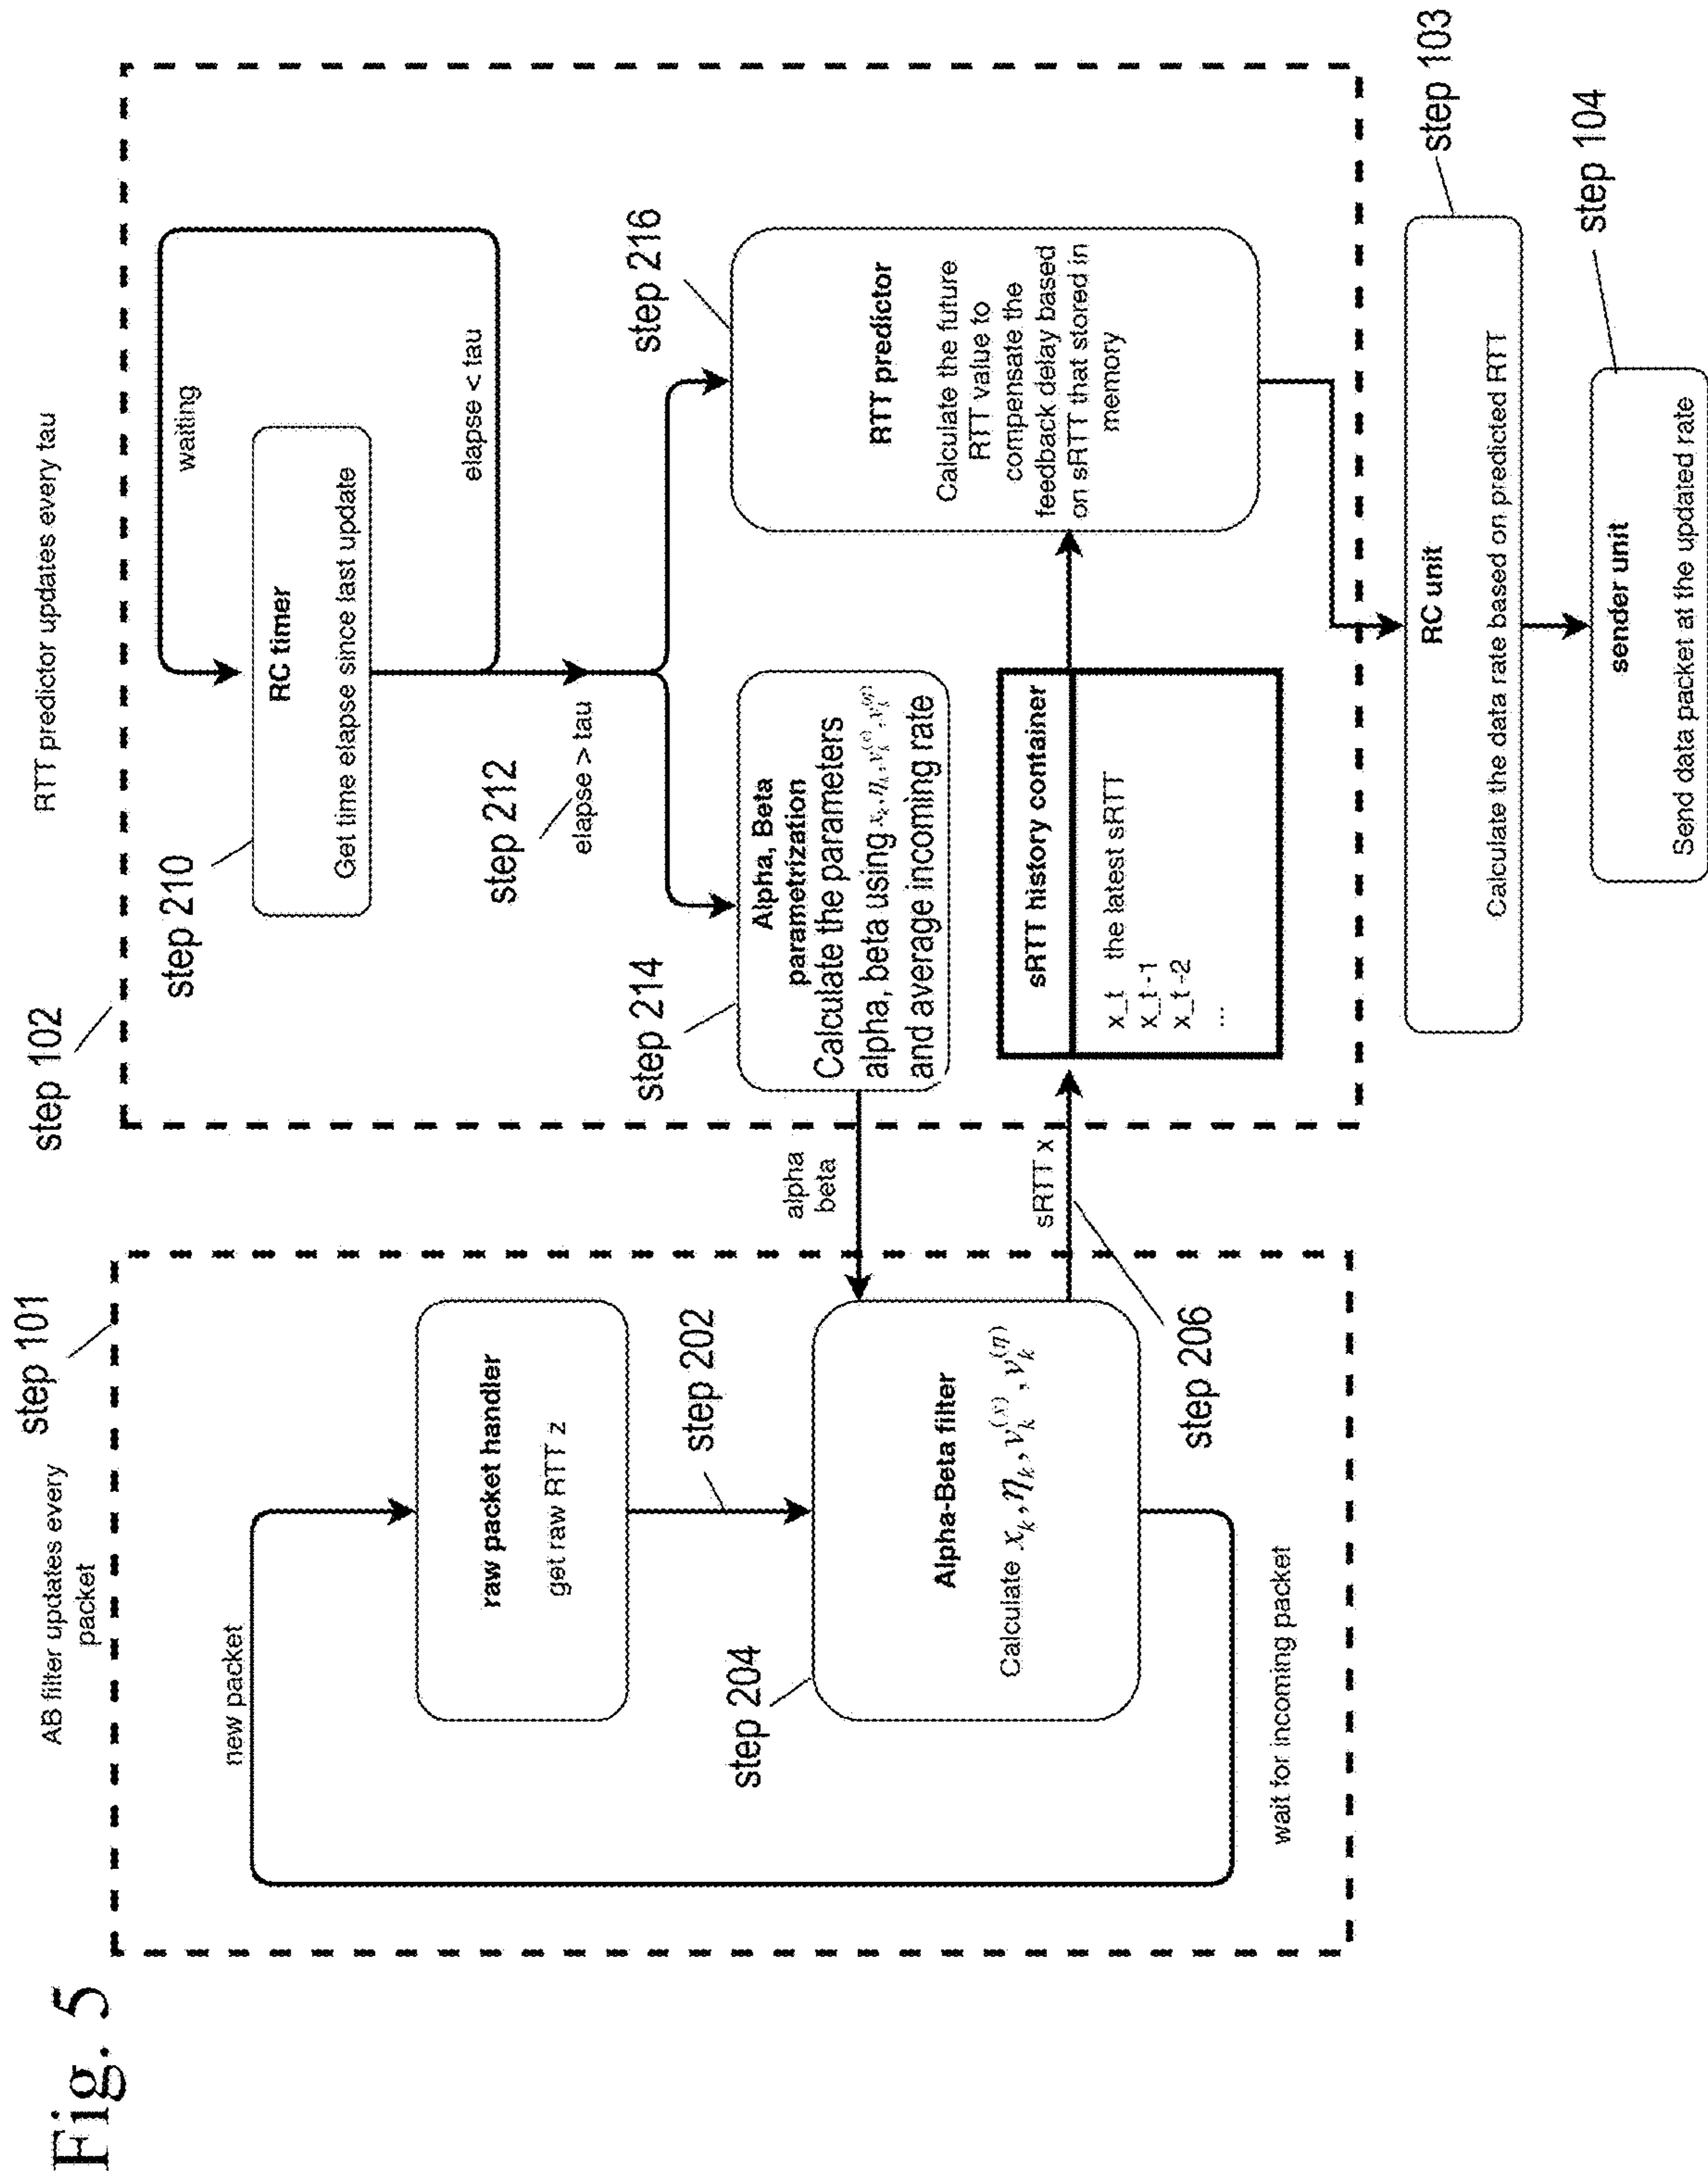 Fig. 5
AB filter updates every
packet
step 101
new packet
raw packet handler
get raw RTT z
step 202
step 204
Alpha-Beta filter
Calculate x_k, η_k, v_k^(x), v_k^(η)
wait for incoming packet
step 206
alpha
beta
sRTT x
RTT predictor updates every tau
step 102
step 210
waiting
RC timer
Get time elapse since last update
elapse < tau
step 212
elapse > tau
step 214
Alpha, Beta
parametrization
Calculate the parameters
alpha, beta using x_k, η_k, v_k^(x), v_k^(η)
and average incoming rate
step 216
RTT predictor
Calculate the future
RTT value to
compensate the
feedback delay based
on sRTT that stored in
memory
sRTT history container
x_t the latest sRTT
x_t-1
x_t-2
...
step 103
RC unit
Calculate the data rate based on predicted RTT
step 104
sender unit
Send data packet at the updated rate